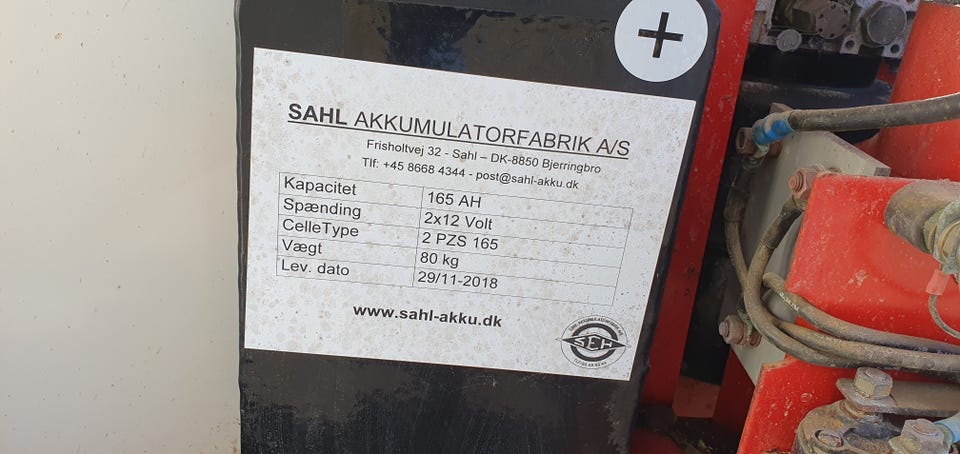 +
SAHL AKKUMULATORFABRIK A/S
Frisholtvej 32 - Sahl – DK-8850 Bjerringbro
Tlf: +45 8668 4344 - post@sahl-akku.dk
Kapacitet 165 AH
Spænding 2x12 Volt
CelleType 2 PZS 165
Vægt 80 kg
Lev. dato 29/11-2018
www.sahl-akku.dk
SEH